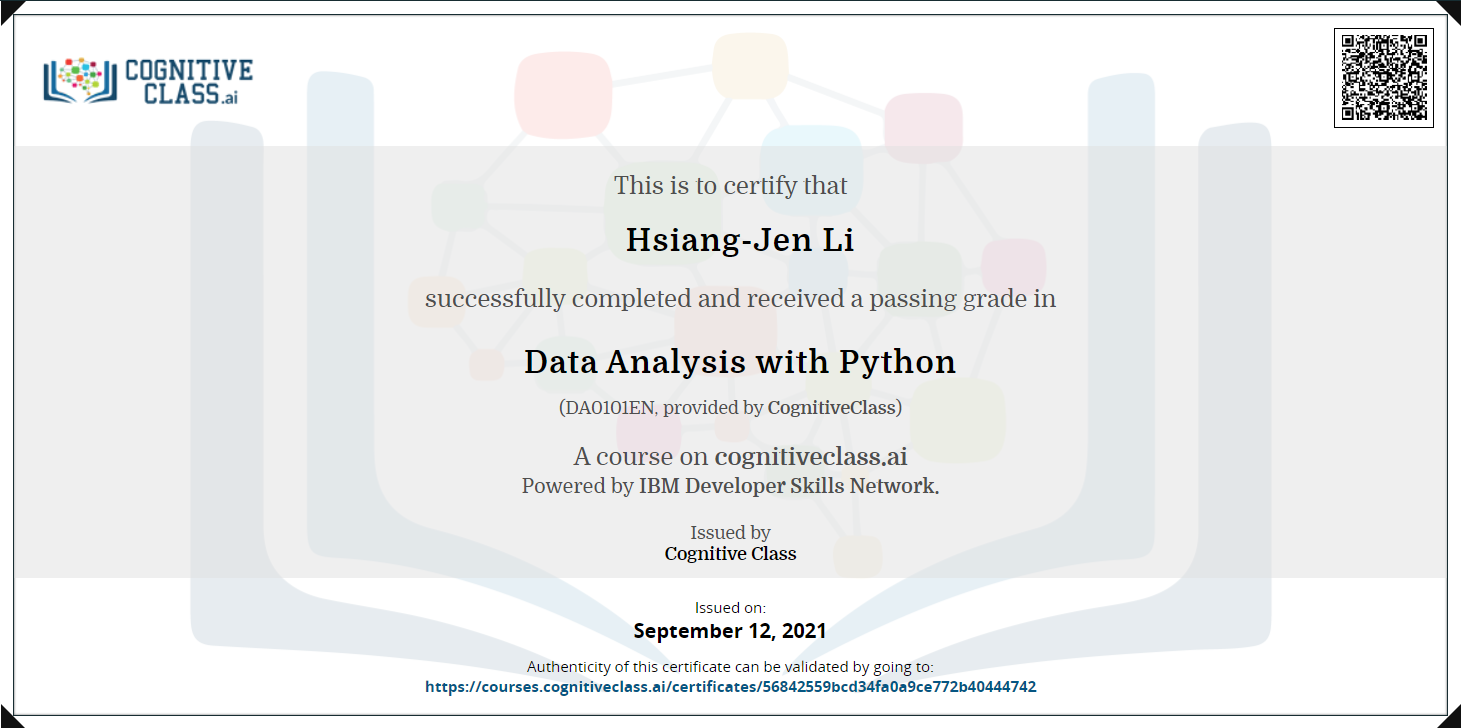 COGNITIVE
CLASS.ai
This is to certify that
Hsiang-Jen Li
successfully completed and received a passing grade in
Data Analysis with Python
(DA0101EN, provided by CognitiveClass)
A course on cognitiveclass.ai
Powered by IBM Developer Skills Network.
Issued by
Cognitive Class
Issued on:
September 12, 2021
Authenticity of this certificate can be validated by going to:
https://courses.cognitiveclass.ai/certificates/56842559bcd34fa0a9ce772b40444742